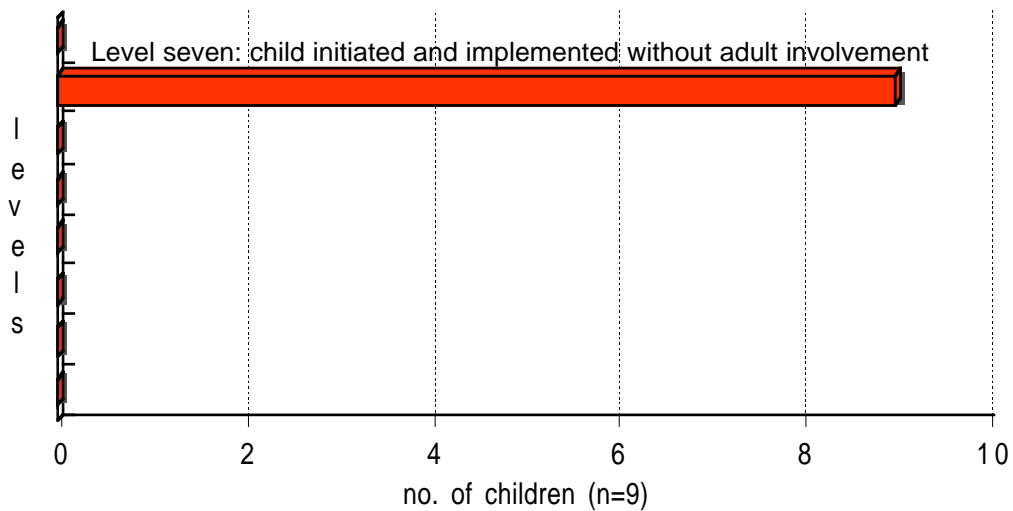 Level seven: child initiated and implemented without adult involvement
levels
0 2 4 6 8 10
no. of children (n=9)